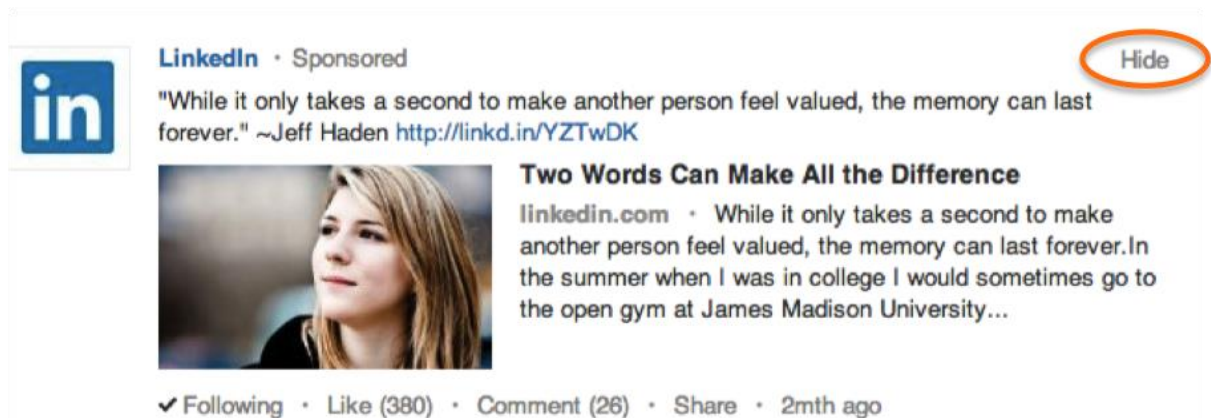 in
LinkedIn · Sponsored
Hide
"While it only takes a second to make another person feel valued, the memory can last
forever." ~Jeff Haden http://linkd.in/YZTwDK
Two Words Can Make All the Difference
linkedin.com · While it only takes a second to make
another person feel valued, the memory can last forever.In
the summer when I was in college I would sometimes go to
the open gym at James Madison University...
✔ Following · Like (380) · Comment (26) · Share · 2mth ago